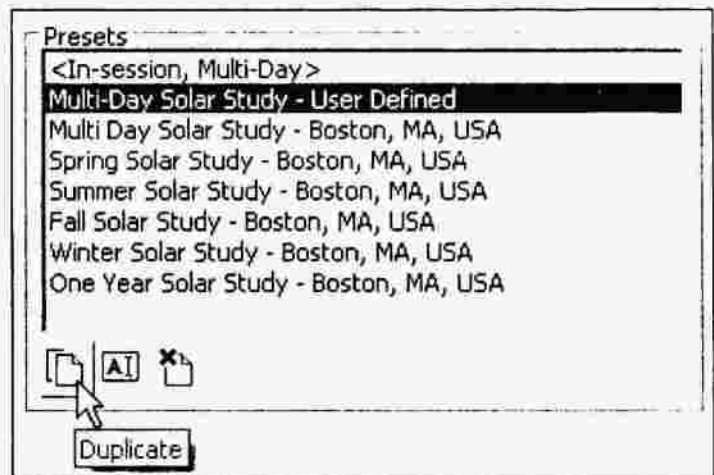 Presets
<In-session, Multi-Day>
Multi-Day Solar Study - User Defined
Multi Day Solar Study - Boston, MA, USA
Spring Solar Study - Boston, MA, USA
Summer Solar Study - Boston, MA, USA
Fall Solar Study - Boston, MA, USA
Winter Solar Study - Boston, MA, USA
One Year Solar Study - Boston, MA, USA
AI
Duplicate